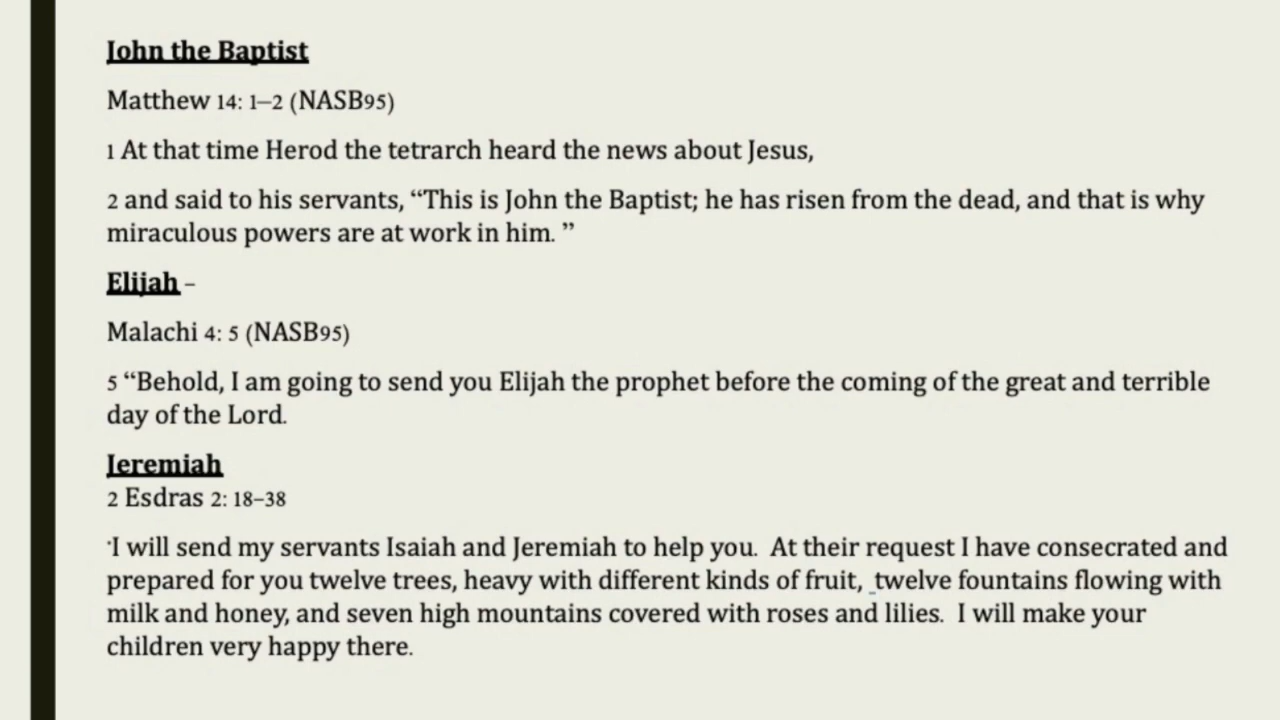 John the Baptist
Matthew 14: 1–2 (NASB95)
1 At that time Herod the tetrarch heard the news about Jesus,
2 and said to his servants, “This is John the Baptist; he has risen from the dead, and that is why
miraculous powers are at work in him. ”
Elijah –
Malachi 4: 5 (NASB95)
5 “Behold, I am going to send you Elijah the prophet before the coming of the great and terrible
day of the Lord.
Jeremiah
2 Esdras 2: 18–38
‘I will send my servants Isaiah and Jeremiah to help you.  At their request I have consecrated and
prepared for you twelve trees, heavy with different kinds of fruit, _twelve fountains flowing with
milk and honey, and seven high mountains covered with roses and lilies.  I will make your
children very happy there.